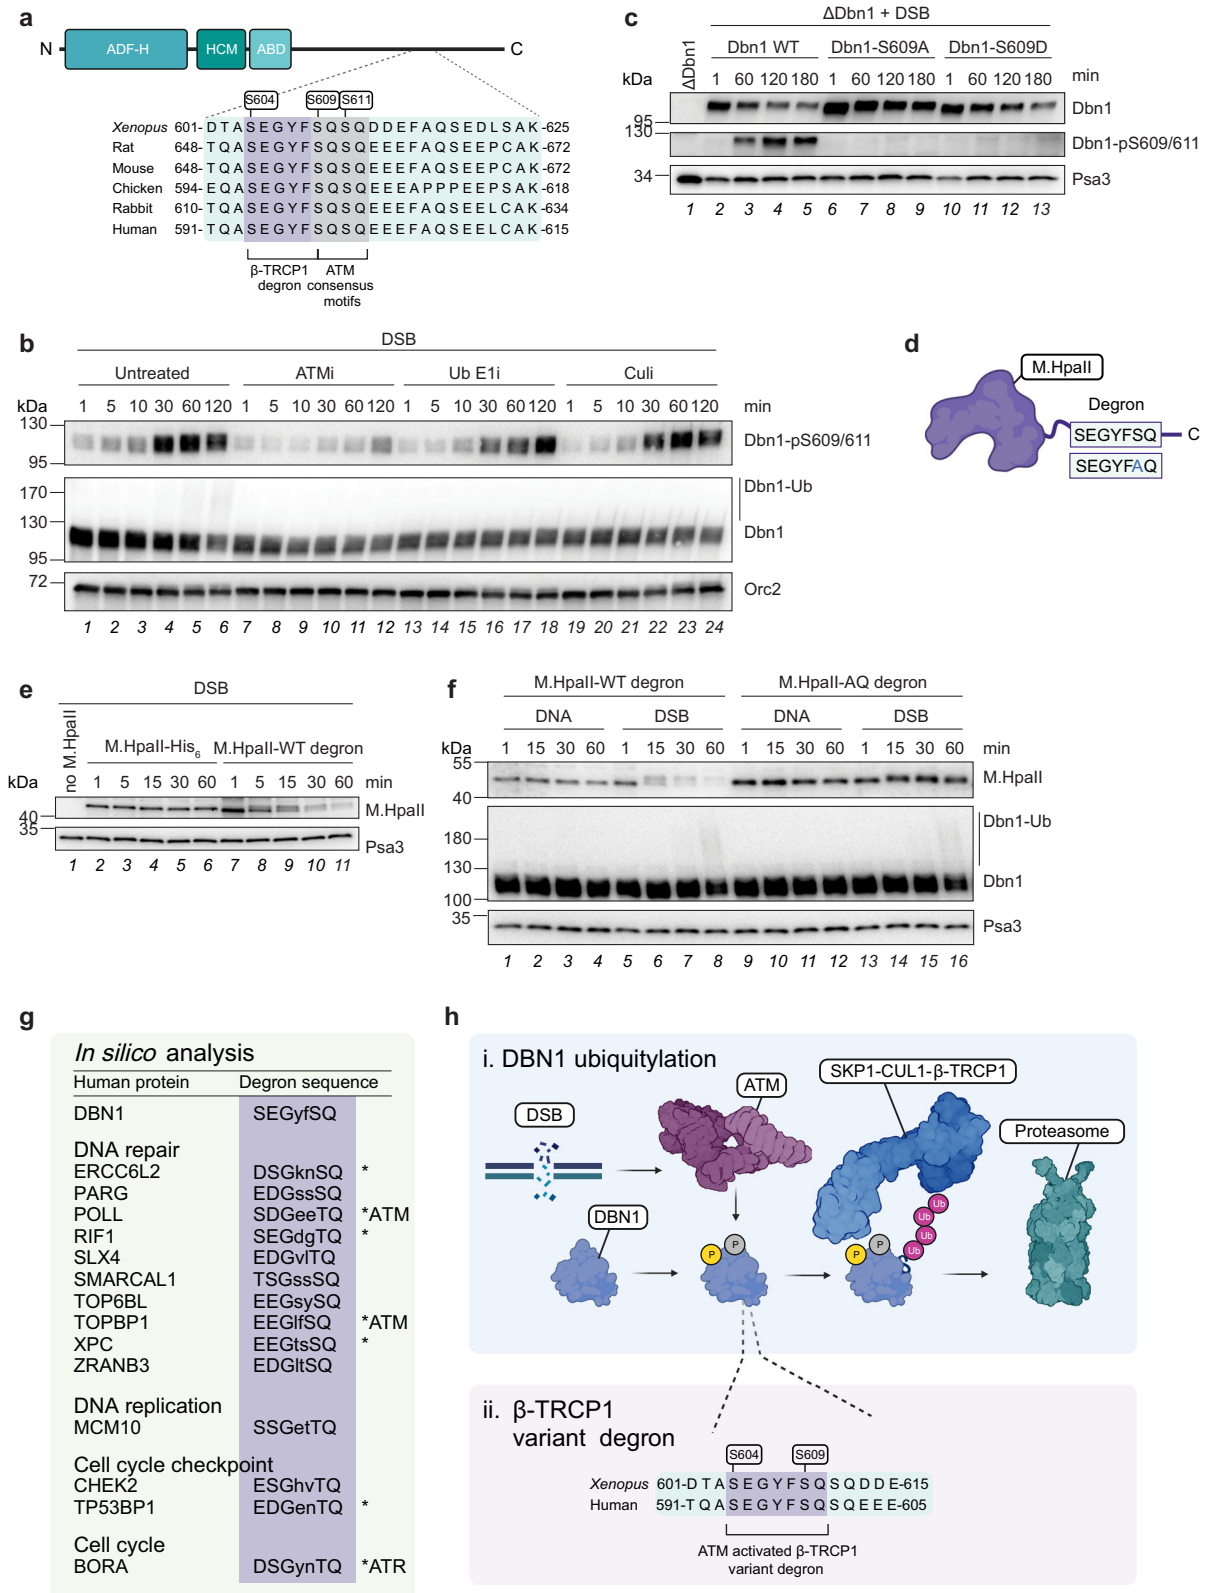 a
N ADF-H HCM ABD C
S604 S609 S611
Xenopus 601- D T A S E G Y F S Q S Q D D E F A Q S E D L S A K -625
Rat 648- T Q A S E G Y F S Q S Q E E E F A Q S E E P C A K -672
Mouse 648- T Q A S E G Y F S Q S Q E E E F A Q S E E P C A K -672
Chicken 594- E Q A S E G Y F S Q S Q E E E A P P P E E P S A K -618
Rabbit 610- T Q A S E G Y F S Q S Q E E E F A Q S E E L C A K -634
Human 591- T Q A S E G Y F S Q S Q E E E F A Q S E E L C A K -615
β-TRCP1 ATM
degron consensus
motifs
b
DSB
Untreated ATMi Ub E1i Culi
kDa 1 5 10 30 60 120 1 5 10 30 60 120 1 5 10 30 60 120 1 5 10 30 60 120 min
130
Dbn1-pS609/611
95
170 Dbn1-Ub
130
Dbn1
95
72
Orc2
1 2 3 4 5 6 7 8 9 10 11 12 13 14 15 16 17 18 19 20 21 22 23 24
c
ΔDbn1 + DSB
ΔDbn1 Dbn1 WT Dbn1-S609A Dbn1-S609D
kDa 1 60 120 180 1 60 120 180 1 60 120 180 min
Dbn1
95
130
Dbn1-pS609/611
34 Psa3
1 2 3 4 5 6 7 8 9 10 11 12 13
d
M.HpaII
Degron
SEGYFSQ C
SEGYFAQ
e
DSB
no M.HpaII M.HpaII-His6 M.HpaII-WT degron
kDa 1 5 15 30 60 1 5 15 30 60 min
M.HpaII
40
35
Psa3
1 2 3 4 5 6 7 8 9 10 11
f
M.HpaII-WT degron M.HpaII-AQ degron
DNA DSB DNA DSB
kDa 1 15 30 60 1 15 30 60 1 15 30 60 1 15 30 60 min
55
M.HpaII
40
Dbn1-Ub
180
130
Dbn1
100
35
Psa3
1 2 3 4 5 6 7 8 9 10 11 12 13 14 15 16
g
In silico analysis
Human protein Degron sequence
DBN1 SEGyfSQ
DNA repair
ERCC6L2 DSGknSQ *
PARG EDGssSQ
POLL SDGeeTQ *ATM
RIF1 SEGdgTQ *
SLX4 EDGvlTQ
SMARCAL1 TSGssSQ
TOP6BL EEGsySQ
TOPBP1 EEGlfSQ *ATM
XPC EEGtsSQ *
ZRANB3 EDGltSQ
DNA replication
MCM10 SSGetTQ
Cell cycle checkpoint
CHEK2 ESGhvTQ
TP53BP1 EDGenTQ *
Cell cycle
BORA DSGynTQ *ATR
h
i. DBN1 ubiquitylation
DSB
ATM
SKP1-CUL1-β-TRCP1
Proteasome
DBN1
P P
P P Ub Ub Ub Ub
ii. β-TRCP1
variant degron
S604 S609
Xenopus 601-D T A S E G Y F S Q S Q D D E-615
Human 591-T Q A S E G Y F S Q S Q E E E-605
ATM activated β-TRCP1
variant degron